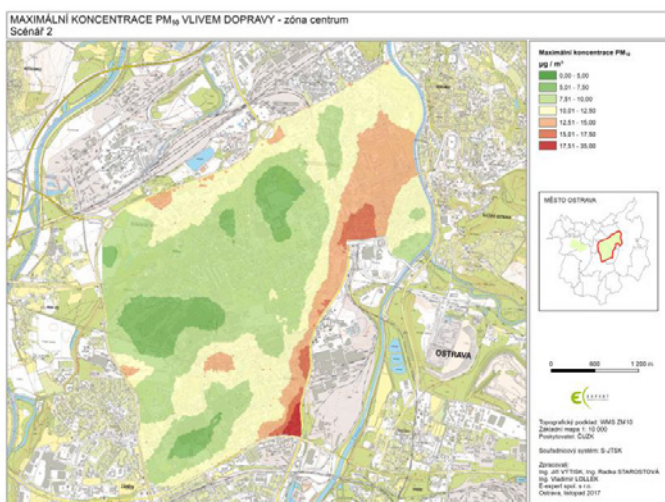 MAXIMÁLNÍ KONCENTRACE PM₁₀ VLIVEM DOPRAVY - zóna centrum
Scénář 2
Maximální koncentrace PM₁₀
µg / m³
0,00 - 5,00
5,01 - 7,50
7,51 - 10,00
10,01 - 12,50
12,51 - 15,00
15,01 - 17,50
17,51 - 35,00
MĚSTO OSTRAVA
OSTRAVA
0 600 1 200 m
E EXPERT
Topografický podklad: WMS ZM10
Základní mapa 1: 10 000
Poskytovatel: ČÚZK
Souřadnicový systém: S-JTSK
Zpracovali:
Ing. Jiří VÝTISK, Ing. Radka STAROSTOVÁ
Ing. Vladimír LOLLEK
E-expert spol. s r.o.
Ostrava, listopad 2017